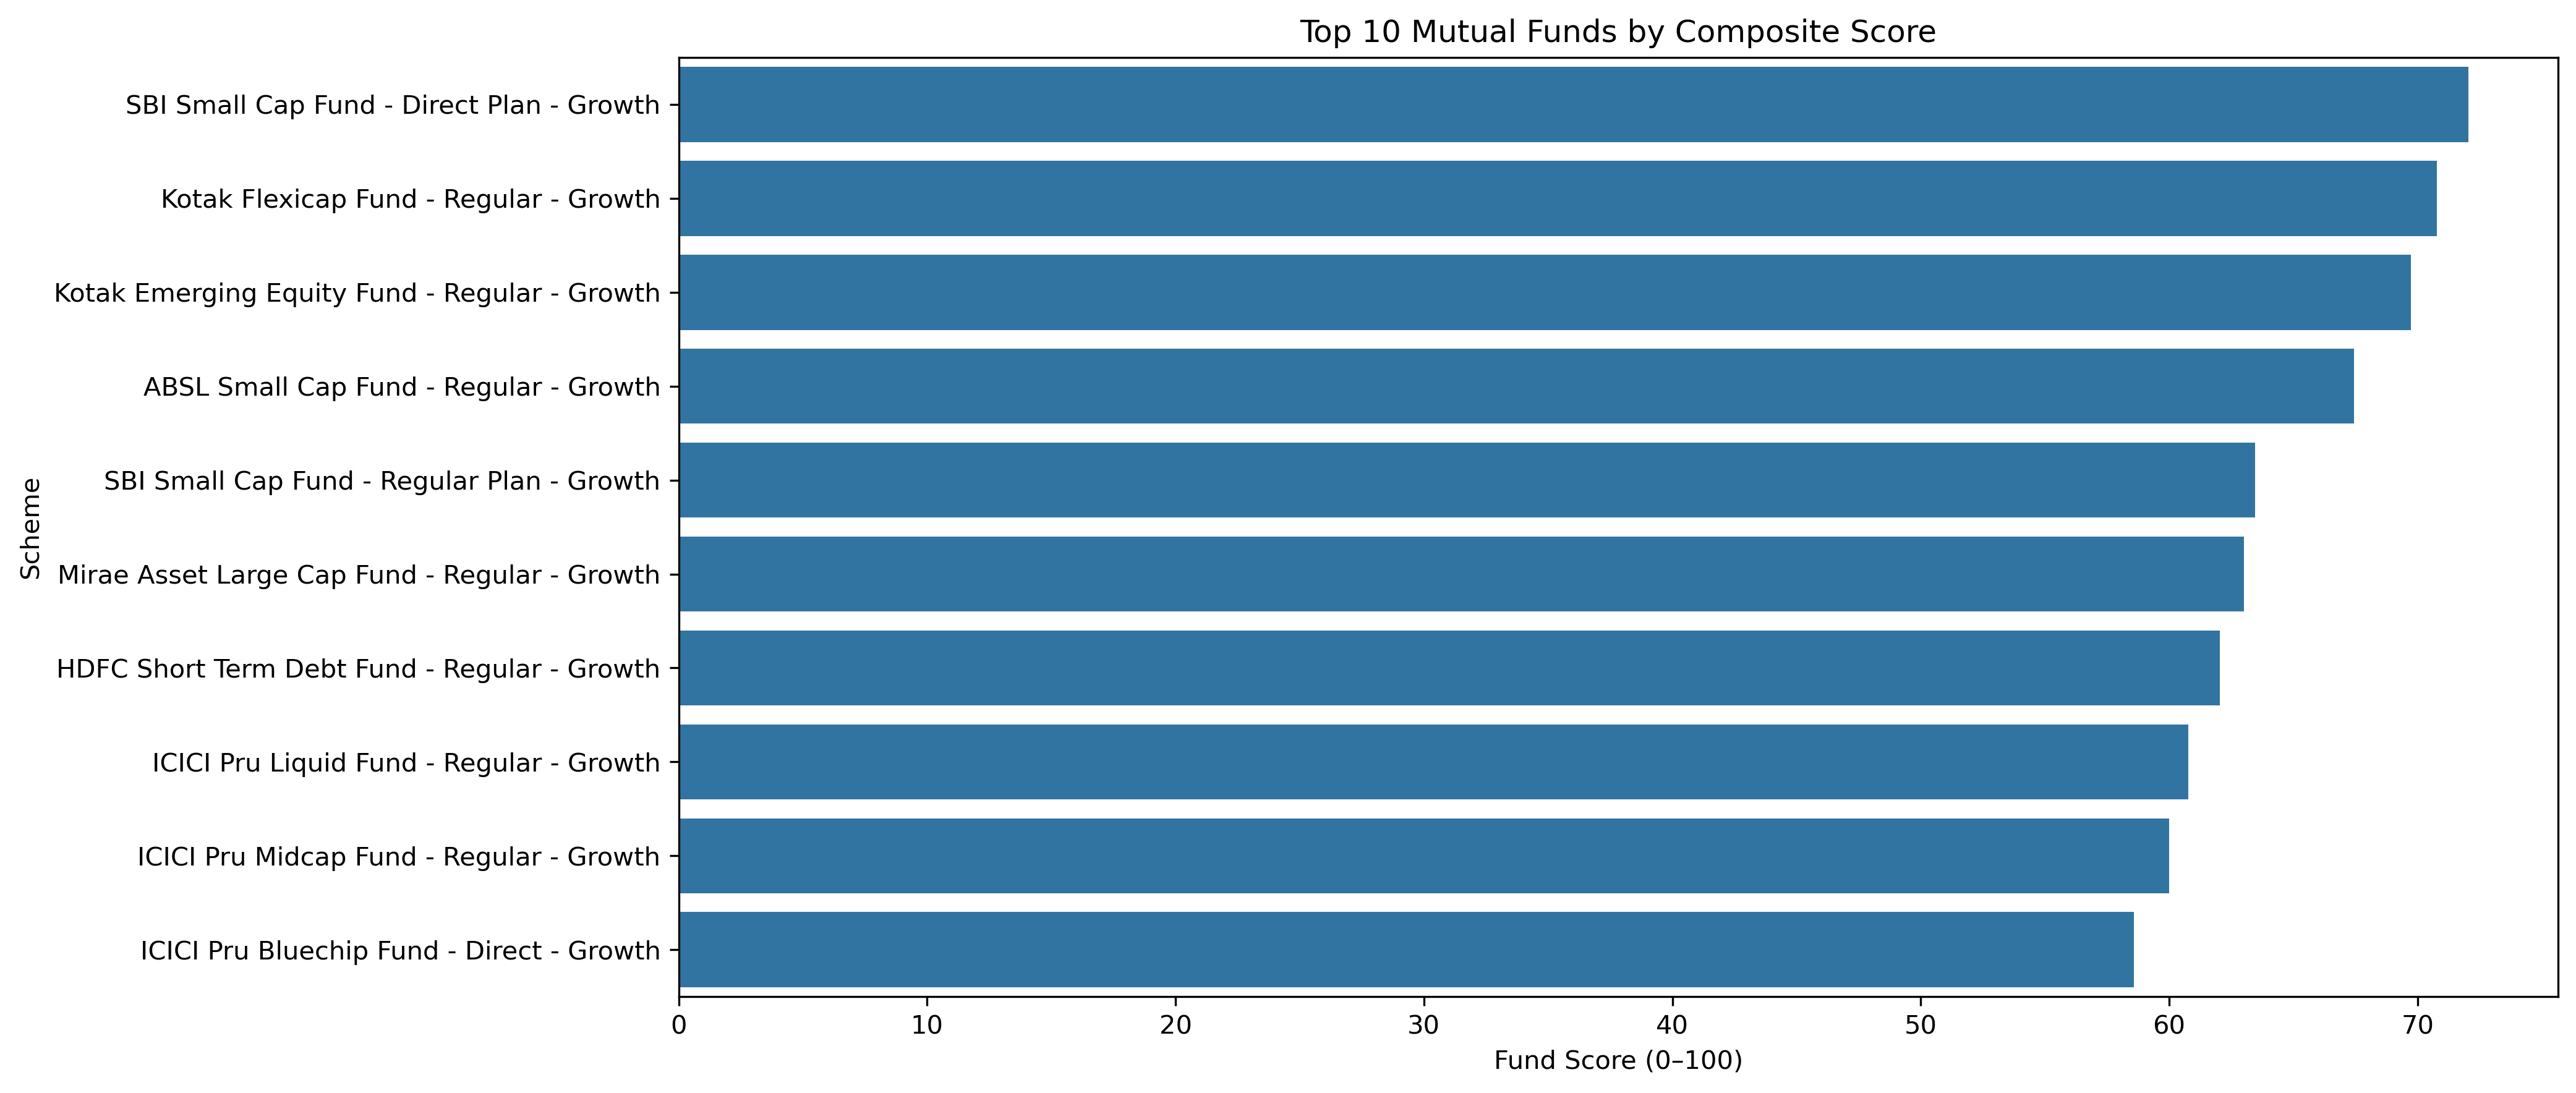 Top 10 Mutual Funds by Composite Score
Scheme
SBI Small Cap Fund - Direct Plan - Growth
Kotak Flexicap Fund - Regular - Growth
Kotak Emerging Equity Fund - Regular - Growth
ABSL Small Cap Fund - Regular - Growth
SBI Small Cap Fund - Regular Plan - Growth
Mirae Asset Large Cap Fund - Regular - Growth
HDFC Short Term Debt Fund - Regular - Growth
ICICI Pru Liquid Fund - Regular - Growth
ICICI Pru Midcap Fund - Regular - Growth
ICICI Pru Bluechip Fund - Direct - Growth
0 10 20 30 40 50 60 70
Fund Score (0–100)